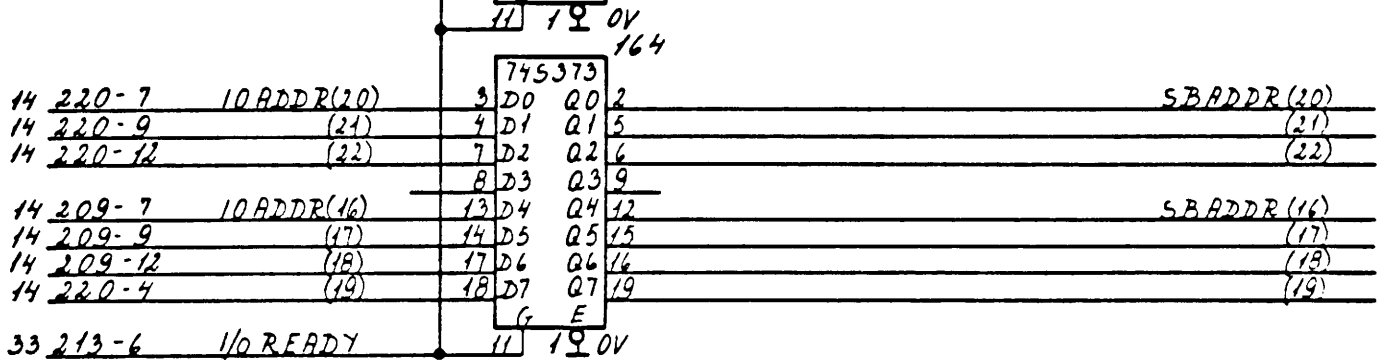 11 1 0V
164
74S373
14 220-7 IOADDR(20) 3 D0 Q0 2 SBADDR(20)
14 220-9 (21) 4 D1 Q1 5 (21)
14 220-12 (22) 7 D2 Q2 6 (22)
8 D3 Q3 9
14 209-7 IOADDR(16) 13 D4 Q4 12 SBADDR(16)
14 209-9 (17) 14 D5 Q5 15 (17)
14 209-12 (18) 17 D6 Q6 16 (18)
14 220-4 (19) 18 D7 Q7 19 (19)
G E
33 213-6 I/O READY 11 1 0V